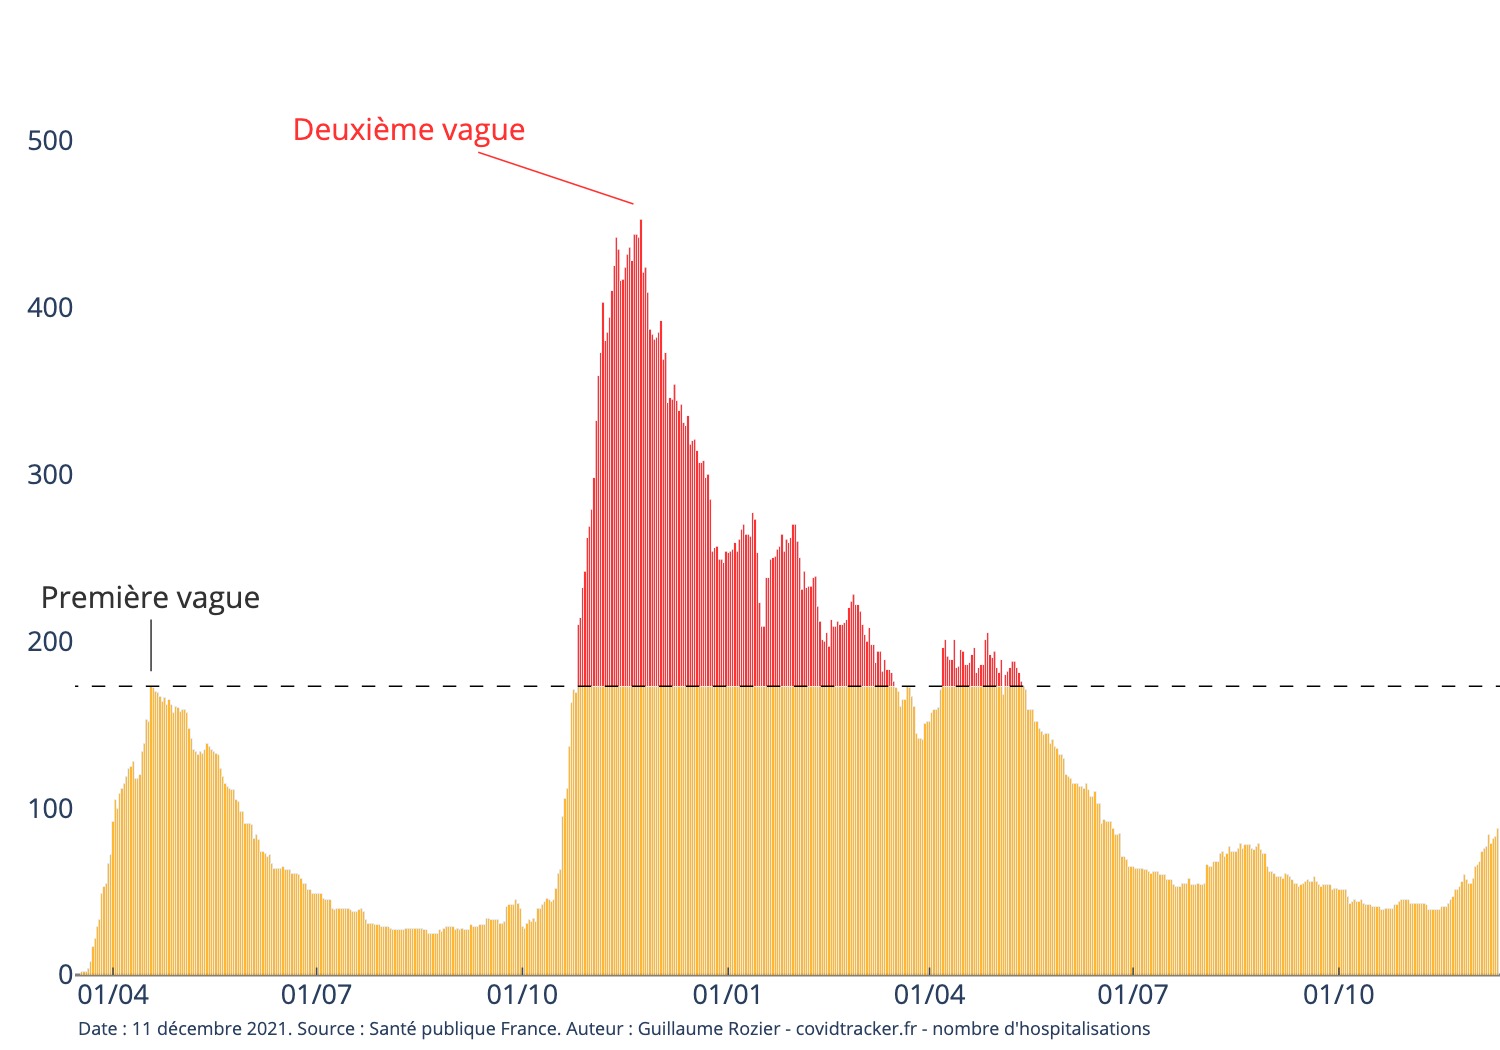 500
Deuxième vague
400
300
Première vague
200
100
0
01/04 01/07 01/10 01/01 01/04 01/07 01/10
Date : 11 décembre 2021. Source : Santé publique France. Auteur : Guillaume Rozier - covidtracker.fr - nombre d'hospitalisations